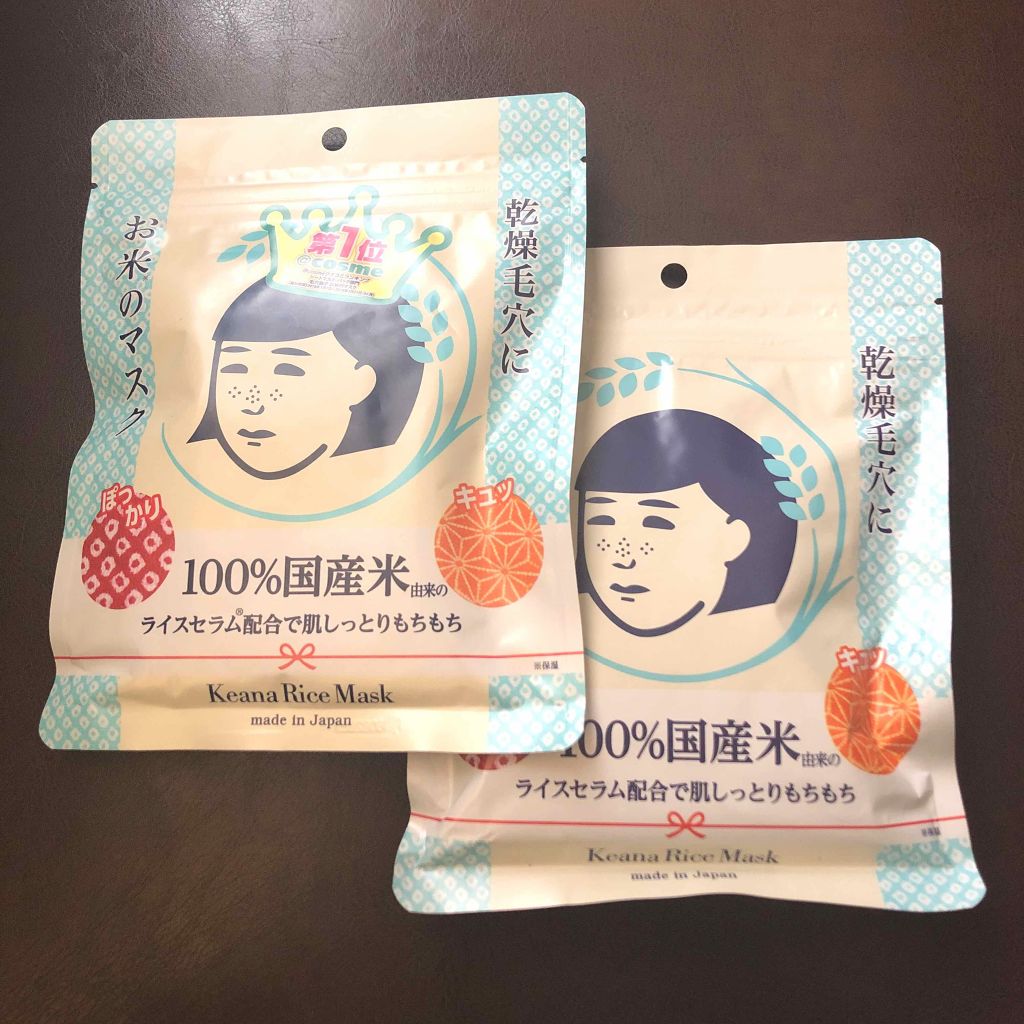 お米のマスク
乾燥毛穴に
第1位
@cosme
ぽっかり
キュッ
100%国産米由来の
ライスセラム®配合で肌しっとりもちもち
※保湿
Keana Rice Mask
made in Japan
乾燥毛穴に
キュッ
100%国産米由来の
ライスセラム配合で肌しっとりもちもち
※保湿
Keana Rice Mask
made in Japan